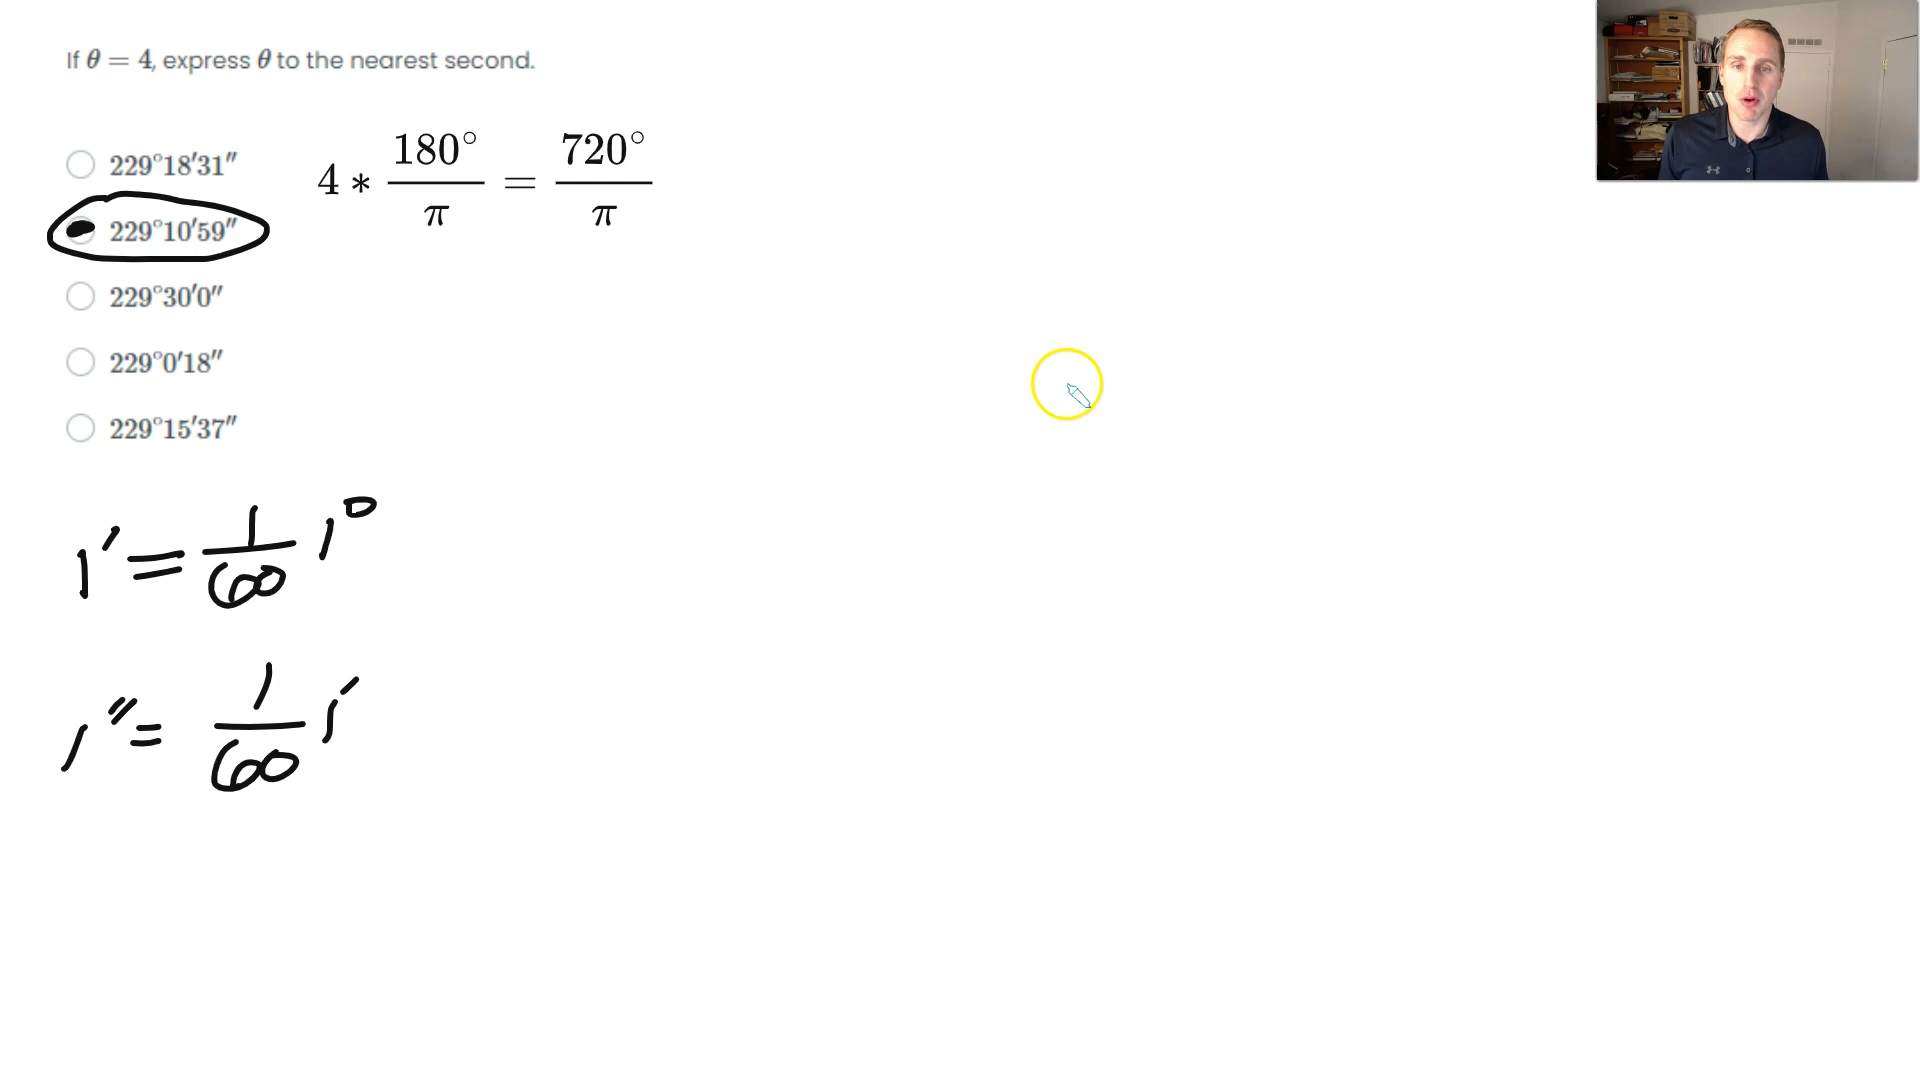 If θ = 4, express θ to the nearest second.
229°18′31″
229°10′59″
229°30′0″
229°0′18″
229°15′37″
4 * 180°/π = 720°/π
1′ = 1/60 1°
1″ = 1/60 1′